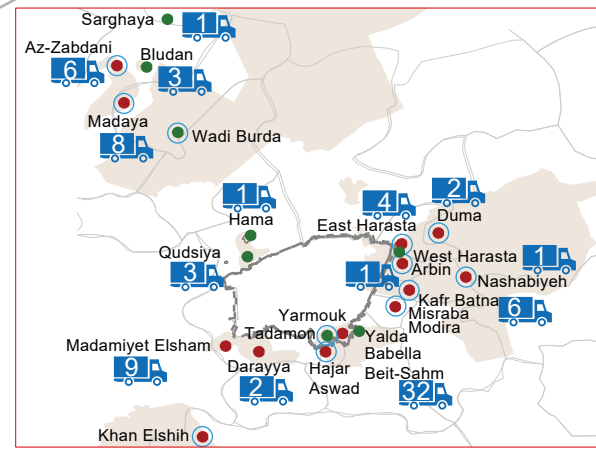 Sarghaya
1
Az-Zabdani
Bludan
6
3
Madaya
Wadi Burda
8
1
4
2
Hama
East Harasta
Duma
Qudsiya
West Harasta
1
3
1
Arbin
Nashabiyeh
Kafr Batna
6
Misraba
Yarmouk
Modira
Tadamon
Yalda
Madamiyet Elsham
Babella
Darayya
Hajar
Beit-Sahm
9
Aswad
2
32
Khan Elshih